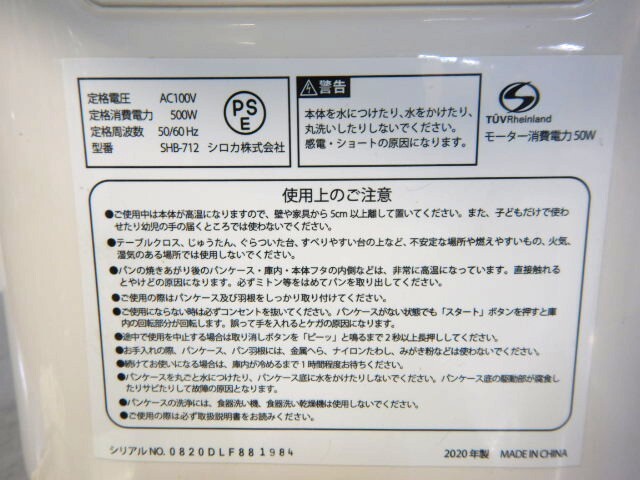 定格電圧 AC100V
定格消費電力 500W
定格周波数 50/60 Hz
型番 SHB-712 シロカ株式会社
PSE
警告
本体を水につけたり、水をかけたり、
丸洗いしたりしないでください。
感電・ショートの原因になります。
TÜVRheinland
モーター消費電力 50W
使用上のご注意
●ご使用中は本体が高温になりますので、壁や家具から5cm以上離して置いてください。また、子どもだけで使わ
せたり幼児の手の届くところでは使わないでください。
●テーブルクロス、じゅうたん、ぐらついた台、すべりやすい台の上など、不安定な場所や燃えやすいもの、火気、
湿気のある場所では使用しないでください。
●パンの焼きあがり後のパンケース・庫内・本体フタの内側などは、非常に高温になっています。直接触れる
とやけどの原因になります。必ずミトン等をはめてパンを取り出してください。
●ご使用の際はパンケース及び羽根をしっかり取り付けてください。
●ご使用にならない時は必ずコンセントを抜いてください。パンケースがない状態でも「スタート」ボタンを押すと庫
内の回転部分が回転します。誤って手を入れるとケガの原因になります。
●途中で使用を中止する場合は取り消しボタンを「ピーッ」と鳴るまで2秒以上長押ししてください。
●お手入れの際、パンケース、パン羽根には、金属へら、ナイロンたわし、みがき粉などは使わないでください。
●続けてお使いになる場合は、庫内が冷めるまで1時間程度お待ちください。
●パンケースを丸ごと水につけたり、パンケース底に水をかけたりしないでください。パンケース底の駆動部が腐食し
たりサビたりして故障の原因となります。
●パンケースの洗浄には、食器洗い機、食器洗い乾燥機は使用しないでください。
●ご使用の際は必ず取扱説明書をお読みください。
シリアルNO. 0820DLF881984
2020年製 MADE IN CHINA